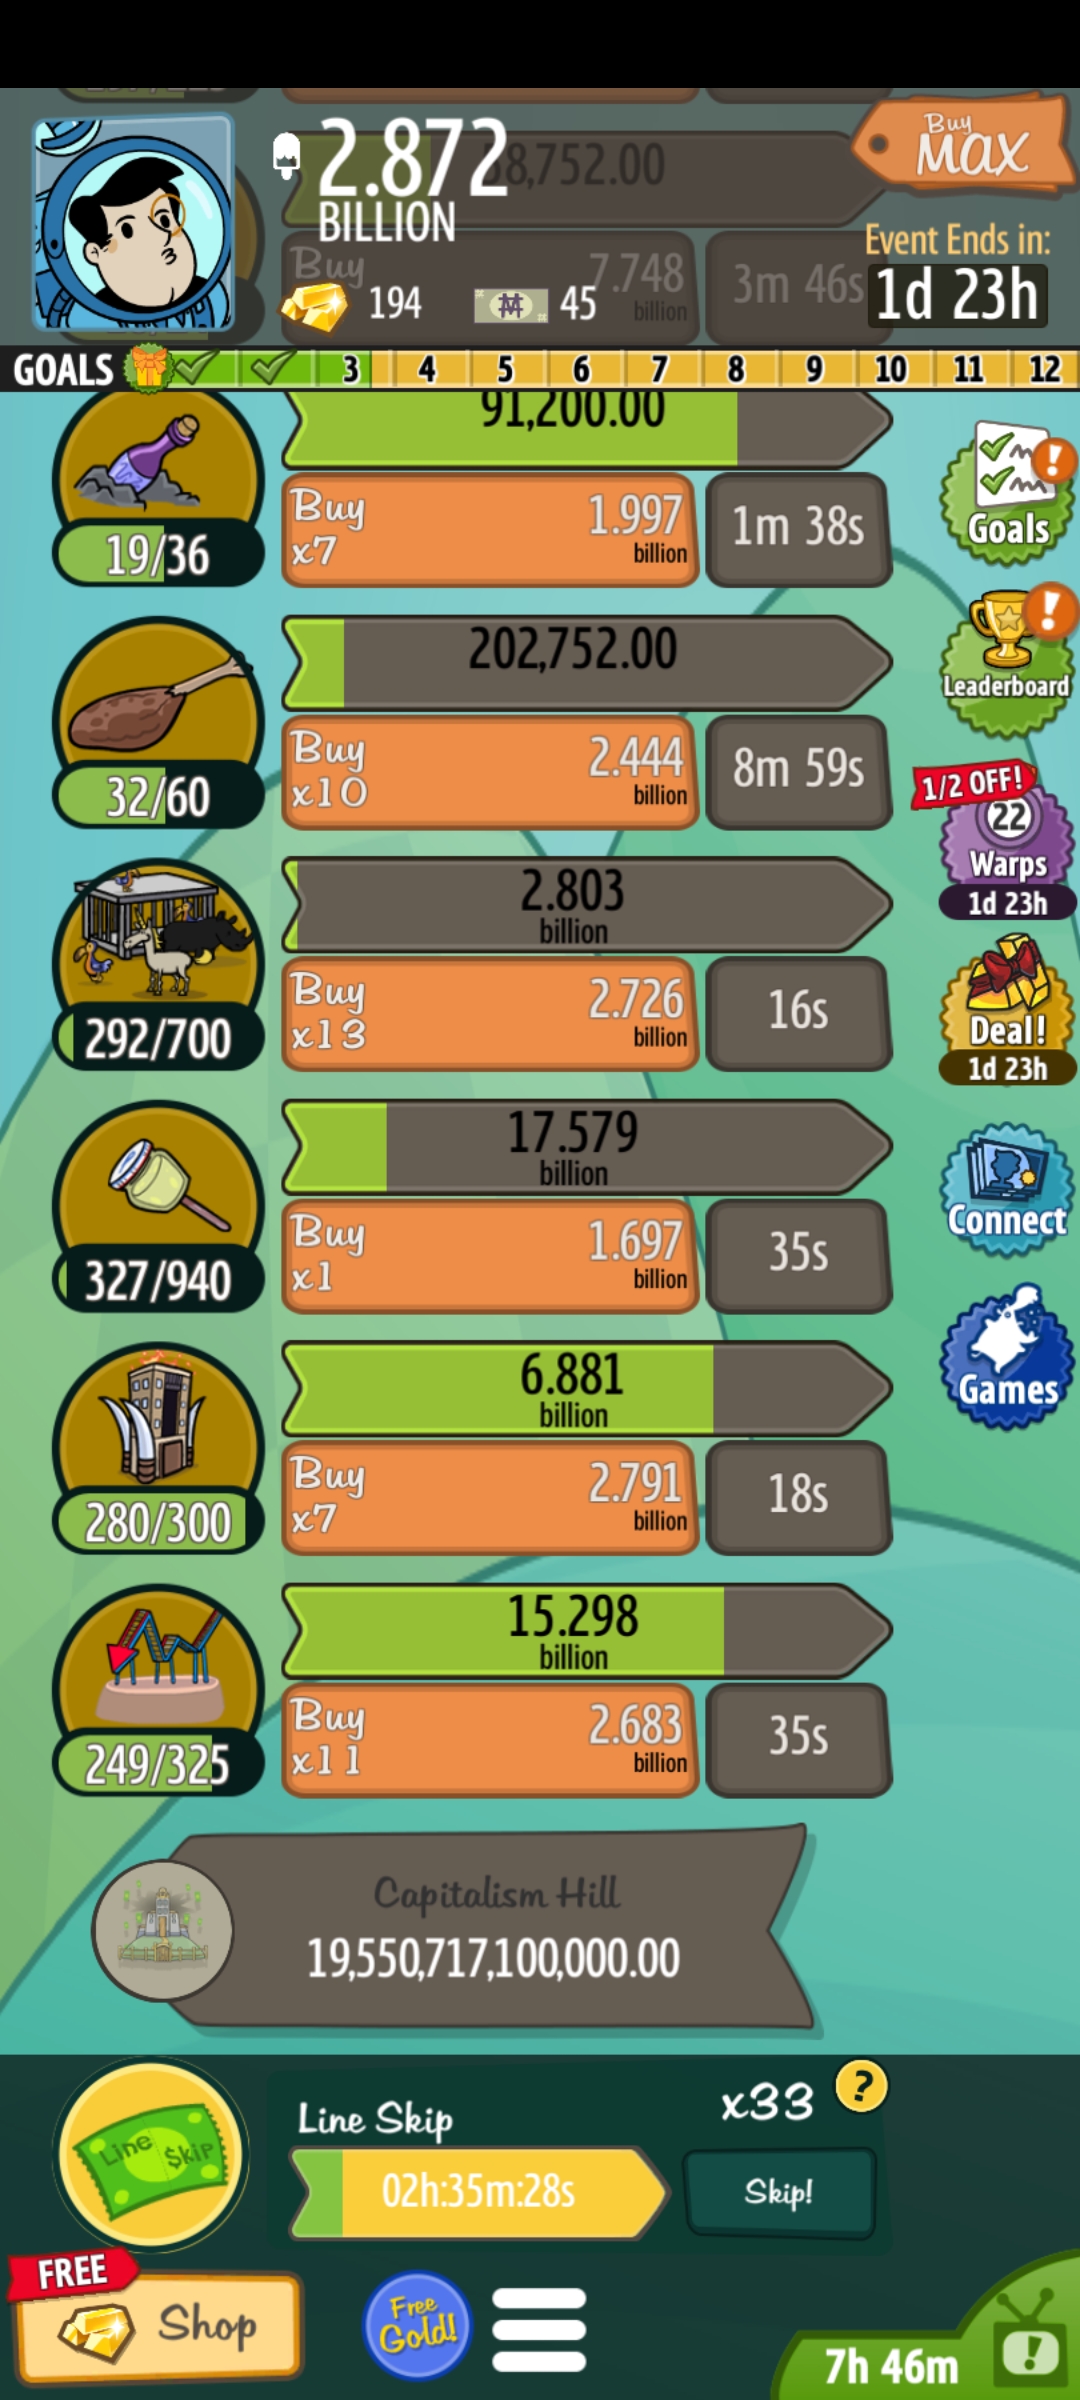 2.872
BILLION
8,752.00
Buy
MAX
Event Ends in:
1d 23h
Buy
7.748
billion
3m 46s
194
45
GOALS
3
4
5
6
7
8
9
10
11
12
91,200.00
Buy
x7
1.997
billion
1m 38s
19/36
Goals
202,752.00
Buy
x10
2.444
billion
8m 59s
32/60
Leaderboard
1/2 OFF!
22
Warps
1d 23h
2.803
billion
Buy
x13
2.726
billion
16s
292/700
Deal!
1d 23h
17.579
billion
Buy
x1
1.697
billion
35s
327/940
Connect
6.881
billion
Buy
x7
2.791
billion
18s
280/300
Games
15.298
billion
Buy
x11
2.683
billion
35s
249/325
Capitalism Hill
19,550,717,100,000.00
Line Skip
x33
?
Line $kip
02h:35m:28s
Skip!
FREE
Shop
Free
Gold!
7h 46m
!